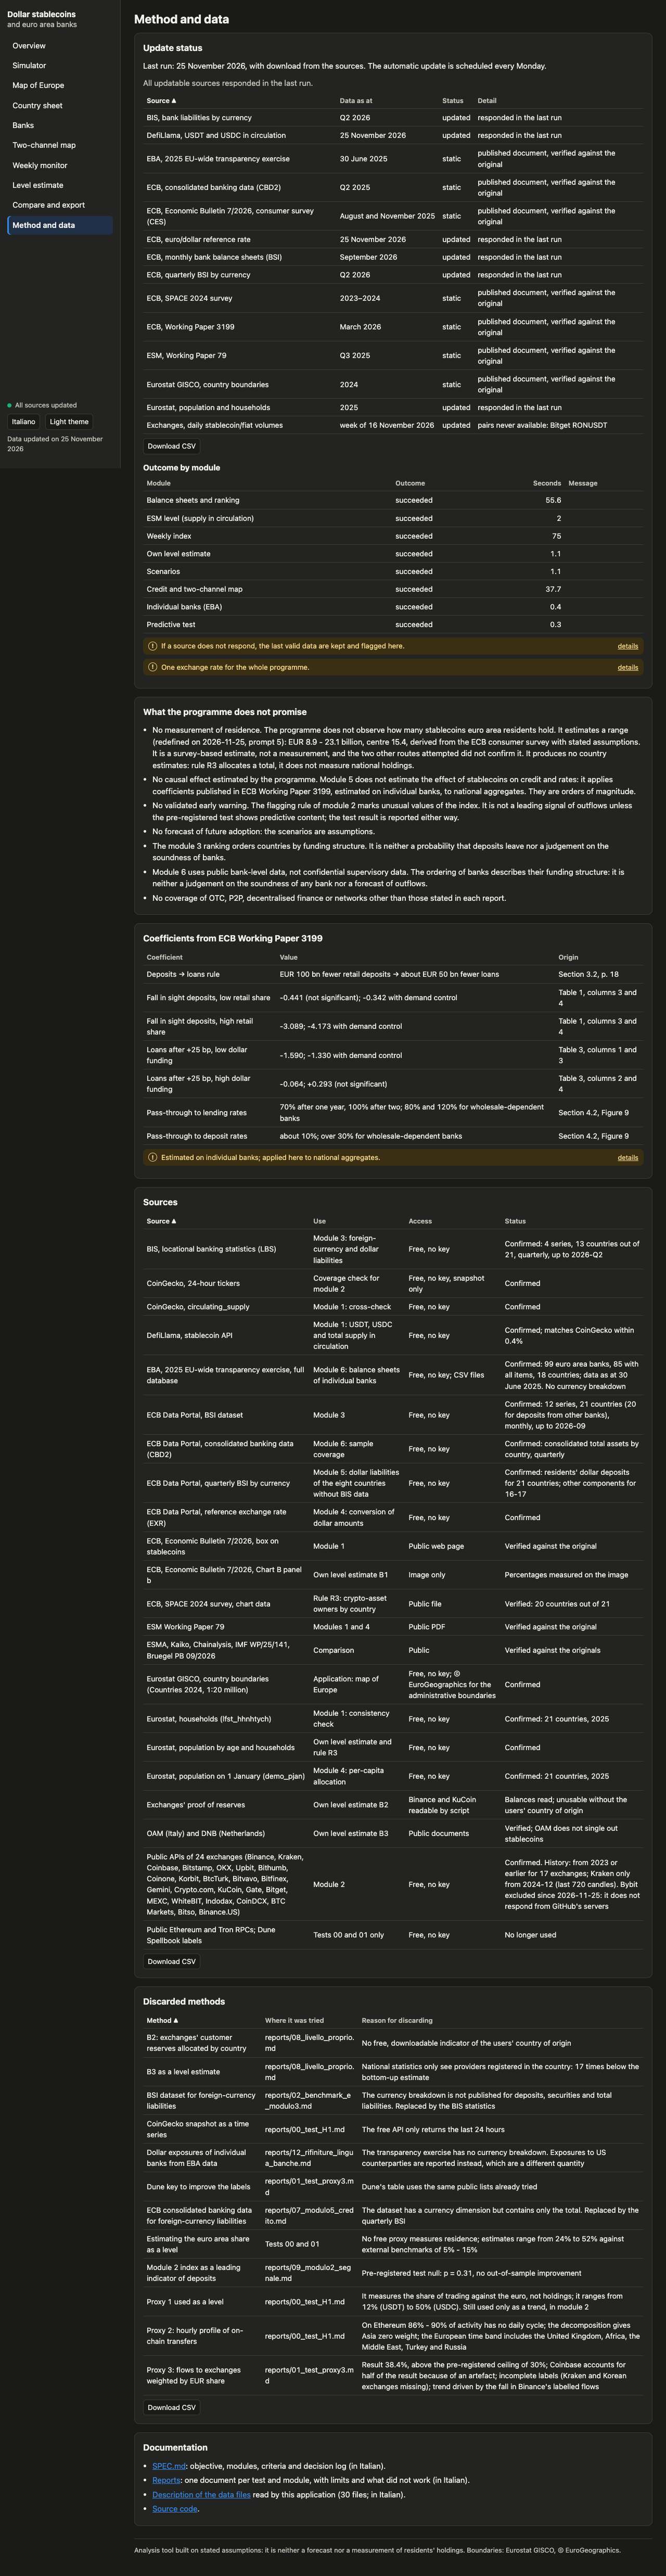 Dollar stablecoins
and euro area banks
Overview
Simulator
Map of Europe
Country sheet
Banks
Two-channel map
Weekly monitor
Level estimate
Compare and export
Method and data
All sources updated
Italiano Light theme
Data updated on 25 November
2026
Method and data
Update status
Last run: 25 November 2026, with download from the sources. The automatic update is scheduled every Monday.
All updatable sources responded in the last run.
Source ▲ Data as at Status Detail
BIS, bank liabilities by currency Q2 2026 updated responded in the last run
DefiLlama, USDT and USDC in circulation 25 November 2026 updated responded in the last run
EBA, 2025 EU-wide transparency exercise 30 June 2025 static published document, verified against the
original
ECB, consolidated banking data (CBD2) Q2 2025 static published document, verified against the
original
ECB, Economic Bulletin 7/2026, consumer survey
(CES) August and November 2025 static published document, verified against the
original
ECB, euro/dollar reference rate 25 November 2026 updated responded in the last run
ECB, monthly bank balance sheets (BSI) September 2026 updated responded in the last run
ECB, quarterly BSI by currency Q2 2026 updated responded in the last run
ECB, SPACE 2024 survey 2023–2024 static published document, verified against the
original
ECB, Working Paper 3199 March 2026 static published document, verified against the
original
ESM, Working Paper 79 Q3 2025 static published document, verified against the
original
Eurostat GISCO, country boundaries 2024 static published document, verified against the
original
Eurostat, population and households 2025 updated responded in the last run
Exchanges, daily stablecoin/fiat volumes week of 16 November 2026 updated pairs never available: Bitget RONUSDT
Download CSV
Outcome by module
Module Outcome Seconds Message
Balance sheets and ranking succeeded 55.6
ESM level (supply in circulation) succeeded 2
Weekly index succeeded 75
Own level estimate succeeded 1.1
Scenarios succeeded 1.1
Credit and two-channel map succeeded 37.7
Individual banks (EBA) succeeded 0.4
Predictive test succeeded 0.3
If a source does not respond, the last valid data are kept and flagged here. details
One exchange rate for the whole programme. details
What the programme does not promise
• No measurement of residence. The programme does not observe how many stablecoins euro area residents hold. It estimates a range
(redefined on 2026-11-25, prompt 5): EUR 8.9 - 23.1 billion, centre 15.4, derived from the ECB consumer survey with stated assumptions.
It is a survey-based estimate, not a measurement, and the two other routes attempted did not confirm it. It produces no country
estimates: rule R3 allocates a total, it does not measure national holdings.
• No causal effect estimated by the programme. Module 5 does not estimate the effect of stablecoins on credit and rates: it applies
coefficients published in ECB Working Paper 3199, estimated on individual banks, to national aggregates. They are orders of magnitude.
• No validated early warning. The flagging rule of module 2 marks unusual values of the index. It is not a leading signal of outflows unless
the pre-registered test shows predictive content; the test result is reported either way.
• No forecast of future adoption: the scenarios are assumptions.
• The module 3 ranking orders countries by funding structure. It is neither a probability that deposits leave nor a judgement on the
soundness of banks.
• Module 6 uses public bank-level data, not confidential supervisory data. The ordering of banks describes their funding structure: it is
neither a judgement on the soundness of any bank nor a forecast of outflows.
• No coverage of OTC, P2P, decentralised finance or networks other than those stated in each report.
Coefficients from ECB Working Paper 3199
Coefficient Value Origin
Deposits → loans rule EUR 100 bn fewer retail deposits → about EUR 50 bn fewer loans Section 3.2, p. 18
Fall in sight deposits, low retail share -0.441 (not significant); -0.342 with demand control Table 1, columns 3 and
4
Fall in sight deposits, high retail
share -3.089; -4.173 with demand control Table 1, columns 3 and
4
Loans after +25 bp, low dollar
funding -1.590; -1.330 with demand control Table 3, columns 1 and
3
Loans after +25 bp, high dollar
funding -0.064; +0.293 (not significant) Table 3, columns 2 and
4
Pass-through to lending rates 70% after one year, 100% after two; 80% and 120% for wholesale-dependent
banks Section 4.2, Figure 9
Pass-through to deposit rates about 10%; over 30% for wholesale-dependent banks Section 4.2, Figure 9
Estimated on individual banks; applied here to national aggregates. details
Sources
Source ▲ Use Access Status
BIS, locational banking statistics (LBS) Module 3: foreign-
currency and dollar
liabilities Free, no key Confirmed: 4 series, 13 countries out of
21, quarterly, up to 2026-Q2
CoinGecko, 24-hour tickers Coverage check for
module 2 Free, no key, snapshot
only Confirmed
CoinGecko, circulating_supply Module 1: cross-check Free, no key Confirmed
DefiLlama, stablecoin API Module 1: USDT, USDC
and total supply in
circulation Free, no key Confirmed; matches CoinGecko within
0.4%
EBA, 2025 EU-wide transparency exercise, full
database Module 6: balance sheets
of individual banks Free, no key; CSV files Confirmed: 99 euro area banks, 85 with
all items, 18 countries; data as at 30
June 2025. No currency breakdown
ECB Data Portal, BSI dataset Module 3 Free, no key Confirmed: 12 series, 21 countries (20
for deposits from other banks),
monthly, up to 2026-09
ECB Data Portal, consolidated banking data
(CBD2) Module 6: sample
coverage Free, no key Confirmed: consolidated total assets by
country, quarterly
ECB Data Portal, quarterly BSI by currency Module 5: dollar liabilities
of the eight countries
without BIS data Free, no key Confirmed: residents' dollar deposits
for 21 countries; other components for
16-17
ECB Data Portal, reference exchange rate
(EXR) Module 4: conversion of
dollar amounts Free, no key Confirmed
ECB, Economic Bulletin 7/2026, box on
stablecoins Module 1 Public web page Verified against the original
ECB, Economic Bulletin 7/2026, Chart B panel
b Own level estimate B1 Image only Percentages measured on the image
ECB, SPACE 2024 survey, chart data Rule R3: crypto-asset
owners by country Public file Verified: 20 countries out of 21
ESM Working Paper 79 Modules 1 and 4 Public PDF Verified against the original
ESMA, Kaiko, Chainalysis, IMF WP/25/141,
Bruegel PB 09/2026 Comparison Public Verified against the originals
Eurostat GISCO, country boundaries
(Countries 2024, 1:20 million) Application: map of
Europe Free, no key; ©
EuroGeographics for the
administrative boundaries Confirmed
Eurostat, households (lfst_hhnhtych) Module 1: consistency
check Free, no key Confirmed: 21 countries, 2025
Eurostat, population by age and households Own level estimate and
rule R3 Free, no key Confirmed
Eurostat, population on 1 January (demo_pjan) Module 4: per-capita
allocation Free, no key Confirmed: 21 countries, 2025
Exchanges' proof of reserves Own level estimate B2 Binance and KuCoin
readable by script Balances read; unusable without the
users' country of origin
OAM (Italy) and DNB (Netherlands) Own level estimate B3 Public documents Verified; OAM does not single out
stablecoins
Public APIs of 24 exchanges (Binance, Kraken,
Coinbase, Bitstamp, OKX, Upbit, Bithumb,
Coinone, Korbit, BtcTurk, Bitvavo, Bitfinex,
Gemini, Crypto.com, KuCoin, Gate, Bitget,
MEXC, WhiteBIT, Indodax, CoinDCX, BTC
Markets, Bitso, Binance.US) Module 2 Free, no key Confirmed. History: from 2023 or
earlier for 17 exchanges; Kraken only
from 2024-12 (last 720 candles). Bybit
excluded since 2026-11-25: it does not
respond from GitHub's servers
Public Ethereum and Tron RPCs; Dune
Spellbook labels Tests 00 and 01 only Free, no key No longer used
Download CSV
Discarded methods
Method ▲ Where it was tried Reason for discarding
B2: exchanges' customer
reserves allocated by country reports/08_livello_proprio.
md No free, downloadable indicator of the users' country of origin
B3 as a level estimate reports/08_livello_proprio.
md National statistics only see providers registered in the country: 17 times below the
bottom-up estimate
BSI dataset for foreign-currency
liabilities reports/02_benchmark_e
_modulo3.md The currency breakdown is not published for deposits, securities and total
liabilities. Replaced by the BIS statistics
CoinGecko snapshot as a time
series reports/00_test_H1.md The free API only returns the last 24 hours
Dollar exposures of individual
banks from EBA data reports/12_rifiniture_lingu
a_banche.md The transparency exercise has no currency breakdown. Exposures to US
counterparties are reported instead, which are a different quantity
Dune key to improve the labels reports/01_test_proxy3.m
d Dune's table uses the same public lists already tried
ECB consolidated banking data
for foreign-currency liabilities reports/07_modulo5_cred
ito.md The dataset has a currency dimension but contains only the total. Replaced by the
quarterly BSI
Estimating the euro area share
as a level Tests 00 and 01 No free proxy measures residence; estimates range from 24% to 52% against
external benchmarks of 5% - 15%
Module 2 index as a leading
indicator of deposits reports/09_modulo2_seg
nale.md Pre-registered test null: p = 0.31, no out-of-sample improvement
Proxy 1 used as a level reports/00_test_H1.md It measures the share of trading against the euro, not holdings; it ranges from
12% (USDT) to 50% (USDC). Still used only as a trend, in module 2
Proxy 2: hourly profile of on-
chain transfers reports/00_test_H1.md On Ethereum 86% - 90% of activity has no daily cycle; the decomposition gives
Asia zero weight; the European time band includes the United Kingdom, Africa, the
Middle East, Turkey and Russia
Proxy 3: flows to exchanges
weighted by EUR share reports/01_test_proxy3.m
d Result 38.4%, above the pre-registered ceiling of 30%; Coinbase accounts for
half of the result because of an artefact; incomplete labels (Kraken and Korean
exchanges missing); trend driven by the fall in Binance's labelled flows
Download CSV
Documentation
• SPEC.md: objective, modules, criteria and decision log (in Italian).
• Reports: one document per test and module, with limits and what did not work (in Italian).
• Description of the data files read by this application (30 files; in Italian).
• Source code.
Analysis tool built on stated assumptions: it is neither a forecast nor a measurement of residents' holdings. Boundaries: Eurostat GISCO, © EuroGeographics.